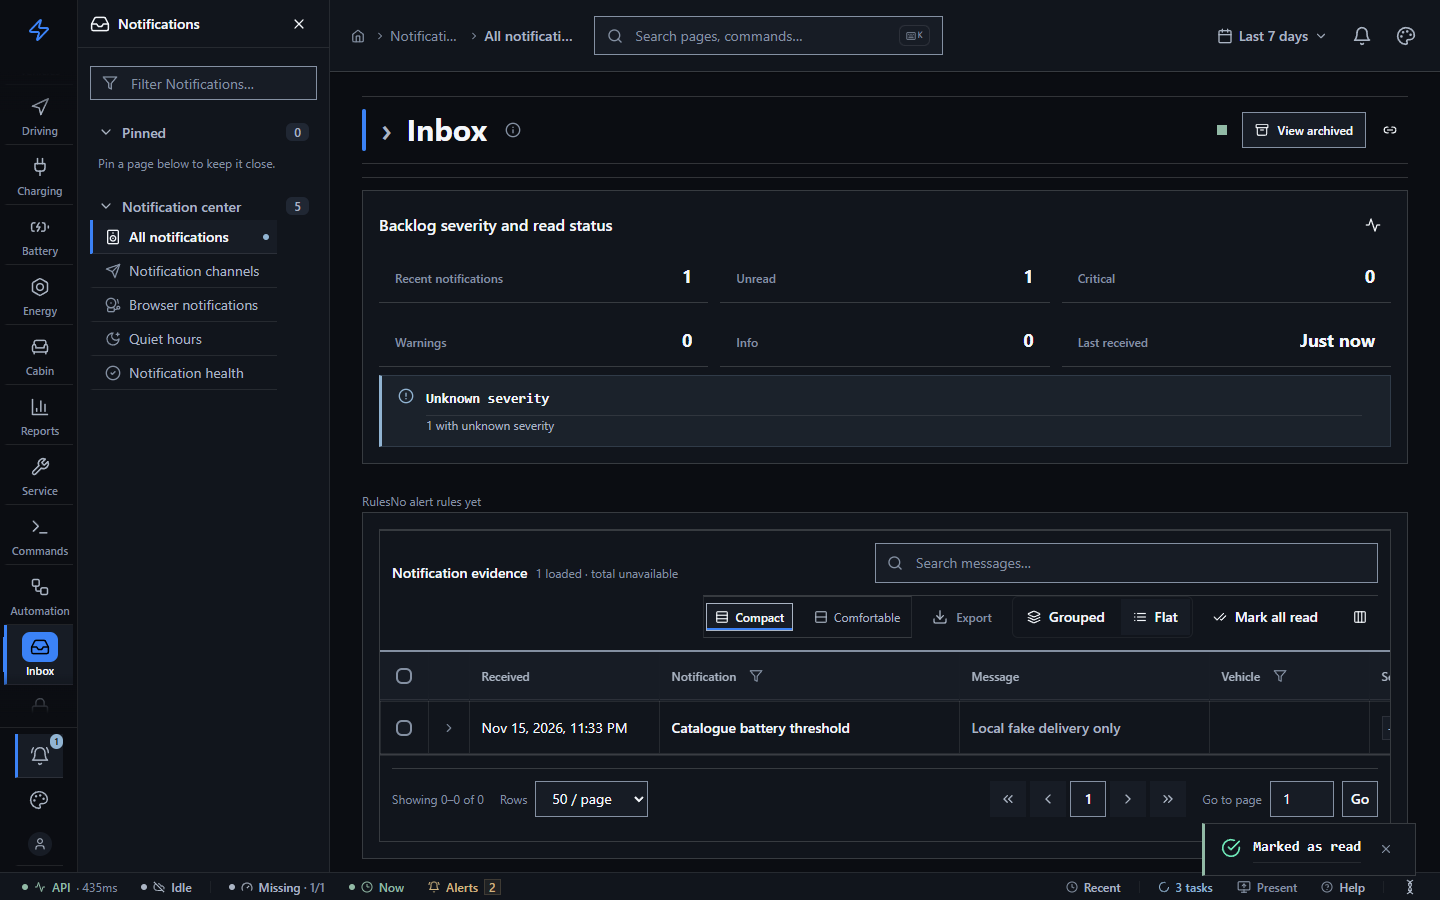 Notifications
Filter Notifications...
Pinned 0
Pin a page below to keep it close.
Notification center 5
All notifications
Notification channels
Browser notifications
Quiet hours
Notification health
Driving
Charging
Battery
Energy
Cabin
Reports
Service
Commands
Automation
Inbox
1
Notificati... All notificati...
Search pages, commands...
K
Last 7 days
Inbox
View archived
Backlog severity and read status
Recent notifications 1
Unread 1
Critical 0
Warnings 0
Info 0
Last received Just now
Unknown severity
1 with unknown severity
RulesNo alert rules yet
Notification evidence 1 loaded · total unavailable
Search messages...
Compact Comfortable Export Grouped Flat Mark all read
Received Notification Message Vehicle
Nov 15, 2026, 11:33 PM Catalogue battery threshold Local fake delivery only
Showing 0–0 of 0 Rows 50 / page 1 Go to page 1 Go
Marked as read
API · 435ms Idle Missing · 1/1 Now Alerts 2 Recent 3 tasks Present Help